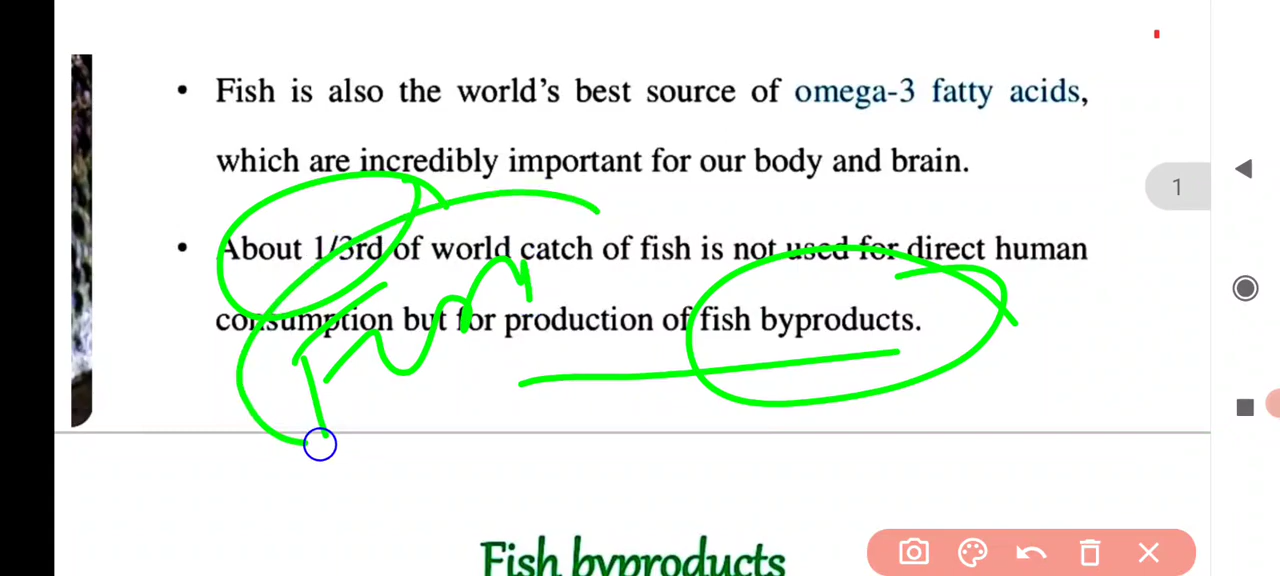 • Fish is also the world's best source of omega-3 fatty acids,
which are incredibly important for our body and brain.
1
• About 1/3rd of world catch of fish is not used for direct human
consumption but for production of fish byproducts.
Fish byproducts